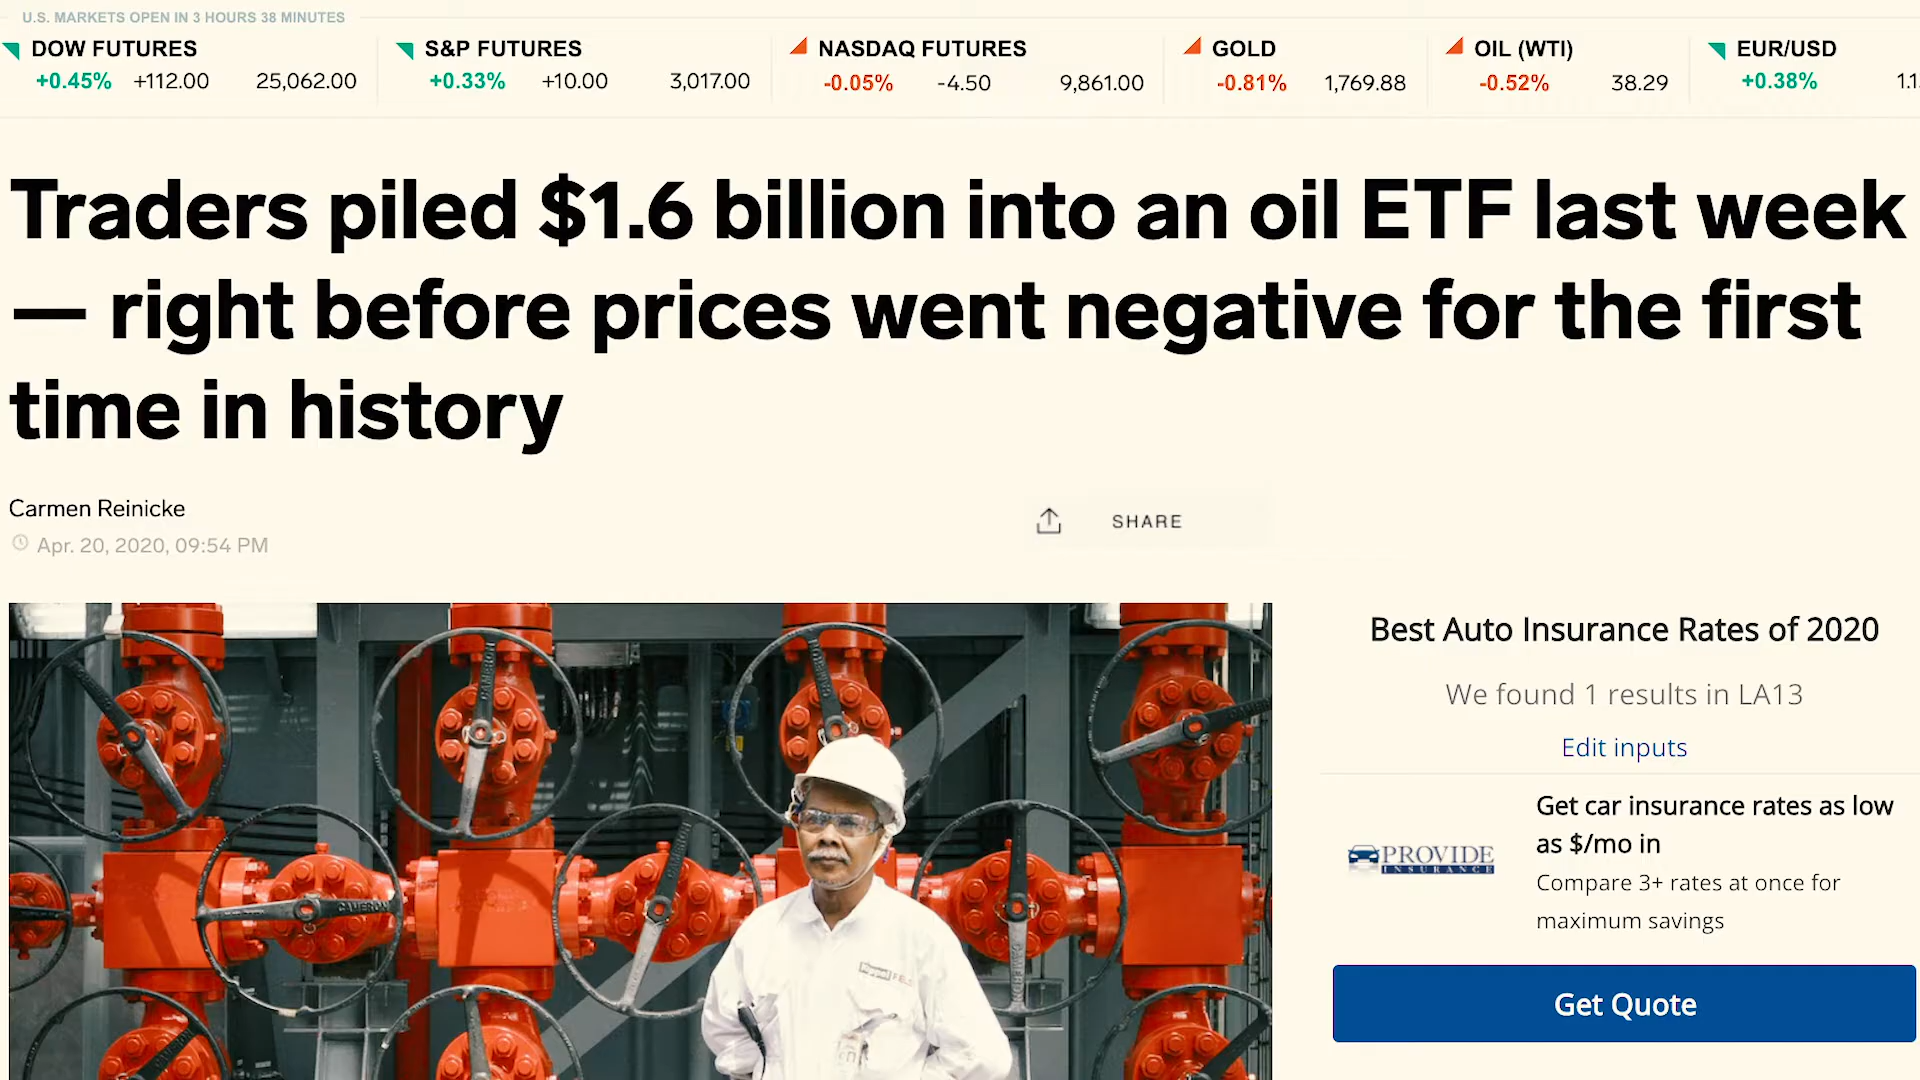 U.S. MARKETS OPEN IN 3 HOURS 38 MINUTES
DOW FUTURES S&P FUTURES NASDAQ FUTURES GOLD OIL (WTI) EUR/USD
+0.45% +112.00 25,062.00 +0.33% +10.00 3,017.00 -0.05% -4.50 9,861.00 -0.81% 1,769.88 -0.52% 38.29 +0.38%
Traders piled $1.6 billion into an oil ETF last week
— right before prices went negative for the first
time in history
Carmen Reinicke
Apr. 20, 2020, 09:54 PM
SHARE
Best Auto Insurance Rates of 2020
We found 1 results in LA13
Edit inputs
Get car insurance rates as low
as $/mo in
PROVIDE
INSURANCE
Compare 3+ rates at once for
maximum savings
Get Quote
CAMERON
CAMERON